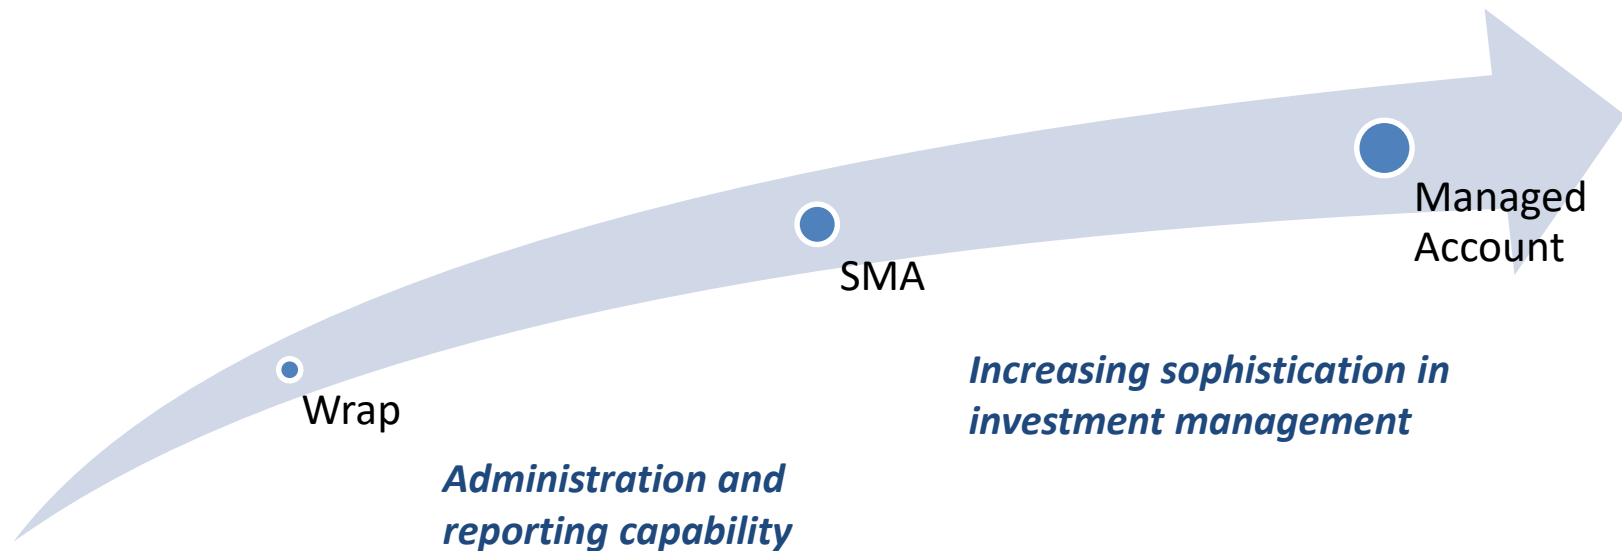 Managed
Account
SMA
Wrap
Increasing sophistication in
investment management
Administration and
reporting capability